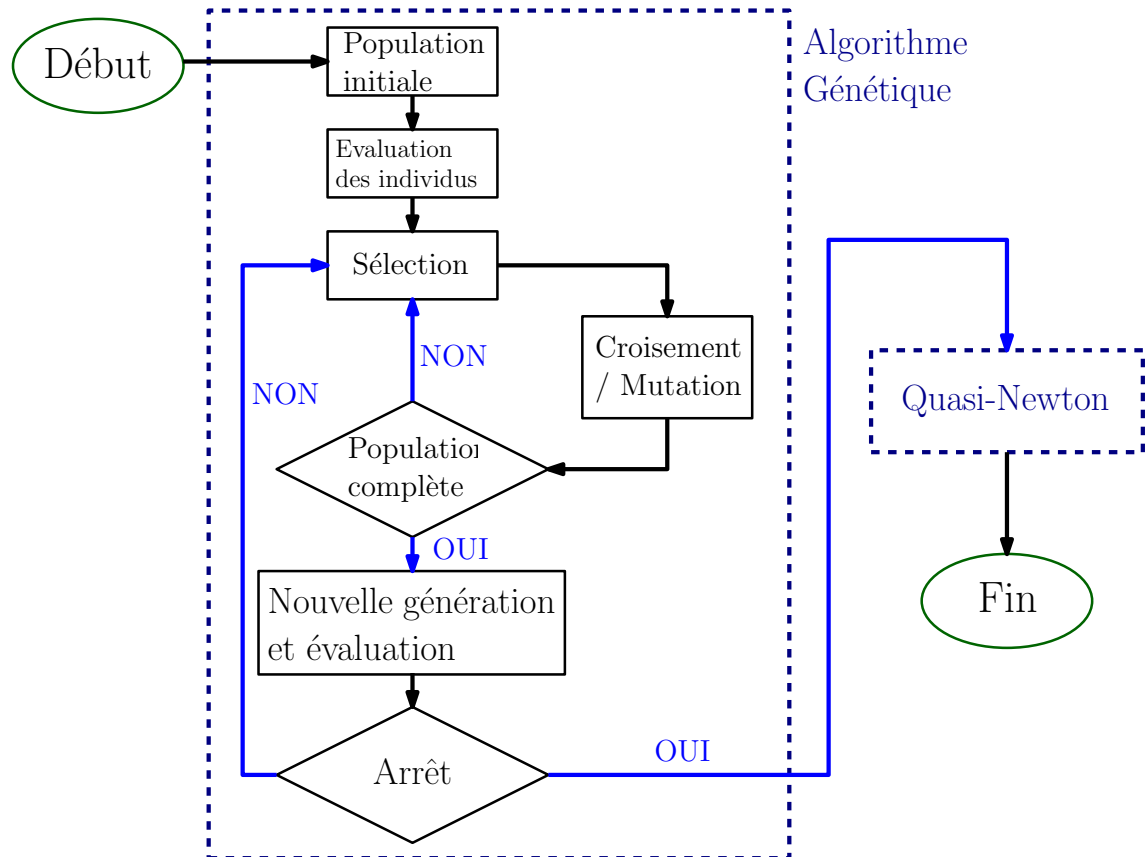 Début
Population
initiale
Algorithme
Génétique
Evaluation
des individus
Sélection
Croisement
/ Mutation
NON
NON
Population
complète
OUI
Nouvelle génération
et évaluation
Arrêt
OUI
Quasi-Newton
Fin